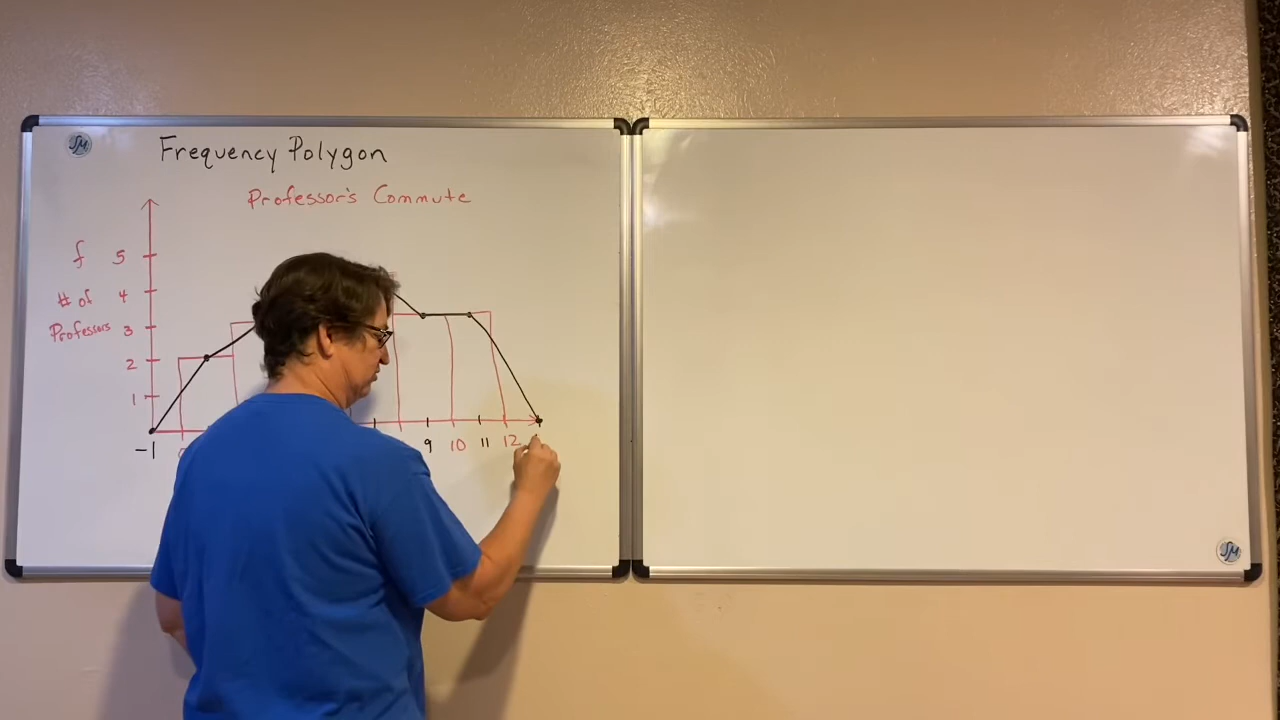 Frequency Polygon
Professor's Commute
f 5
# of 4
Professors 3
2
1
-1 9 10 11 12